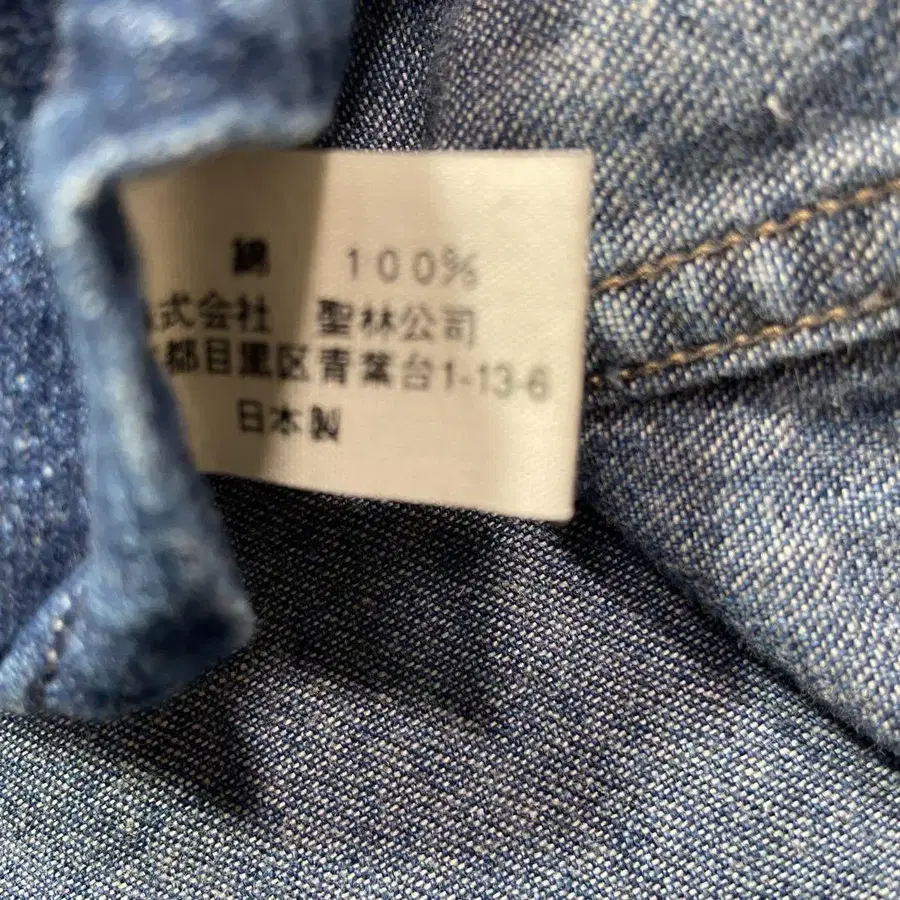 綿 100%
式会社 聖林公司
都目黒区青葉台1-13-6
日本製